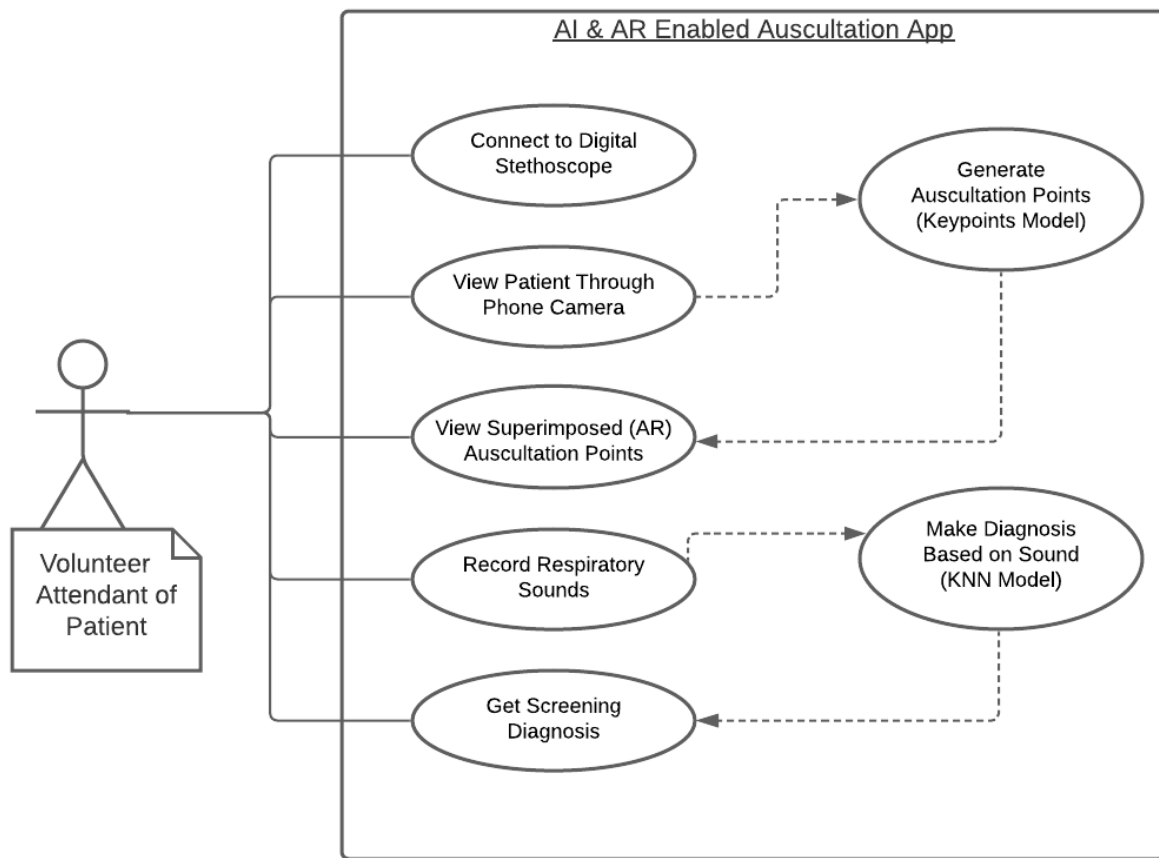 AI & AR Enabled Auscultation App
Connect to Digital
Stethoscope
Generate
Auscultation Points
(Keypoints Model)
View Patient Through
Phone Camera
View Superimposed (AR)
Auscultation Points
Record Respiratory
Sounds
Make Diagnosis
Based on Sound
(KNN Model)
Volunteer
Attendant of
Patient
Get Screening
Diagnosis